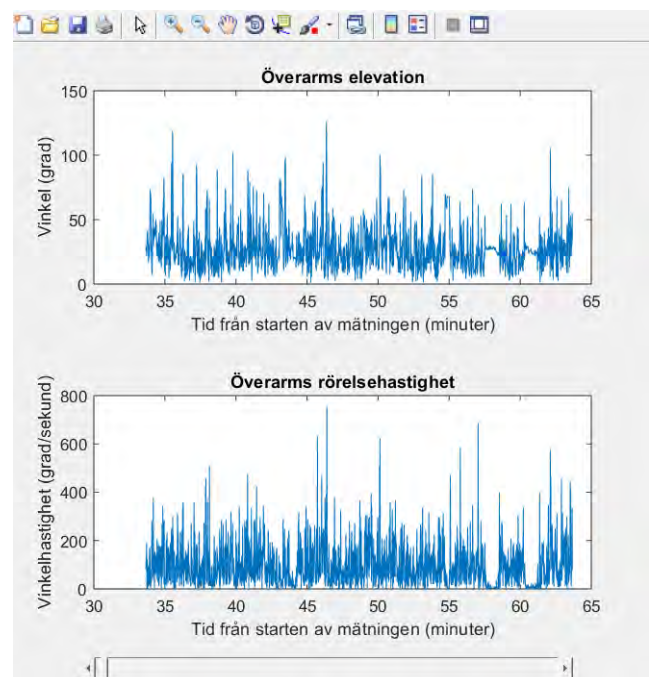 Överarms elevation
150
100
50
0
Vinkel (grad)
30 35 40 45 50 55 60 65
Tid från starten av mätningen (minuter)
Överarms rörelsehastighet
800
600
400
200
0
Vinkelhastighet (grad/sekund)
30 35 40 45 50 55 60 65
Tid från starten av mätningen (minuter)